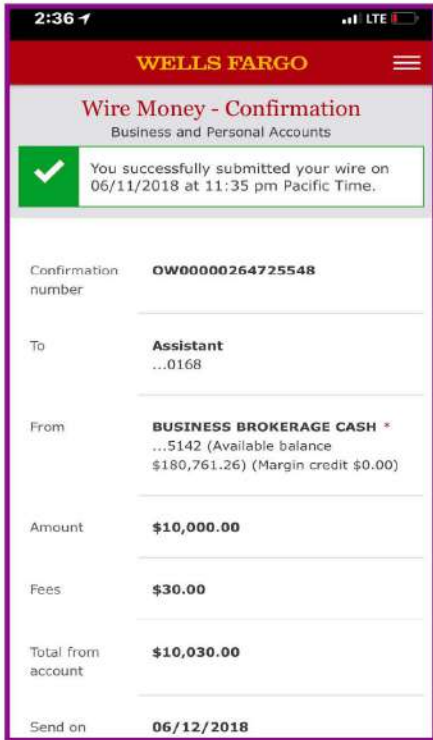 2:36 LTE
WELLS FARGO
Wire Money - Confirmation
Business and Personal Accounts
You successfully submitted your wire on
06/11/2018 at 11:35 pm Pacific Time.
Confirmation
number
OW00000264725548
To
Assistant
...0168
From
BUSINESS BROKERAGE CASH *
...5142 (Available balance
$180,761.26) (Margin credit $0.00)
Amount
$10,000.00
Fees
$30.00
Total from
account
$10,030.00
Send on
06/12/2018